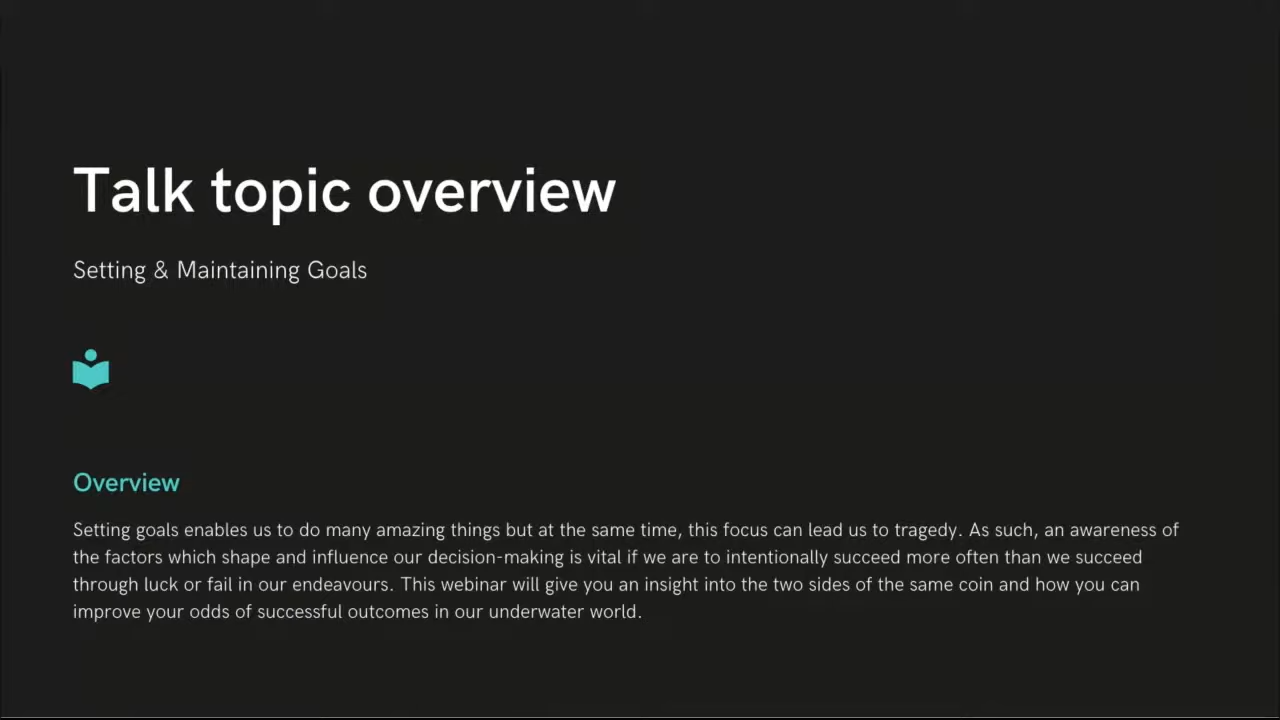 Talk topic overview
Setting & Maintaining Goals
Overview
Setting goals enables us to do many amazing things but at the same time, this focus can lead us to tragedy. As such, an awareness of
the factors which shape and influence our decision-making is vital if we are to intentionally succeed more often than we succeed
through luck or fail in our endeavours. This webinar will give you an insight into the two sides of the same coin and how you can
improve your odds of successful outcomes in our underwater world.